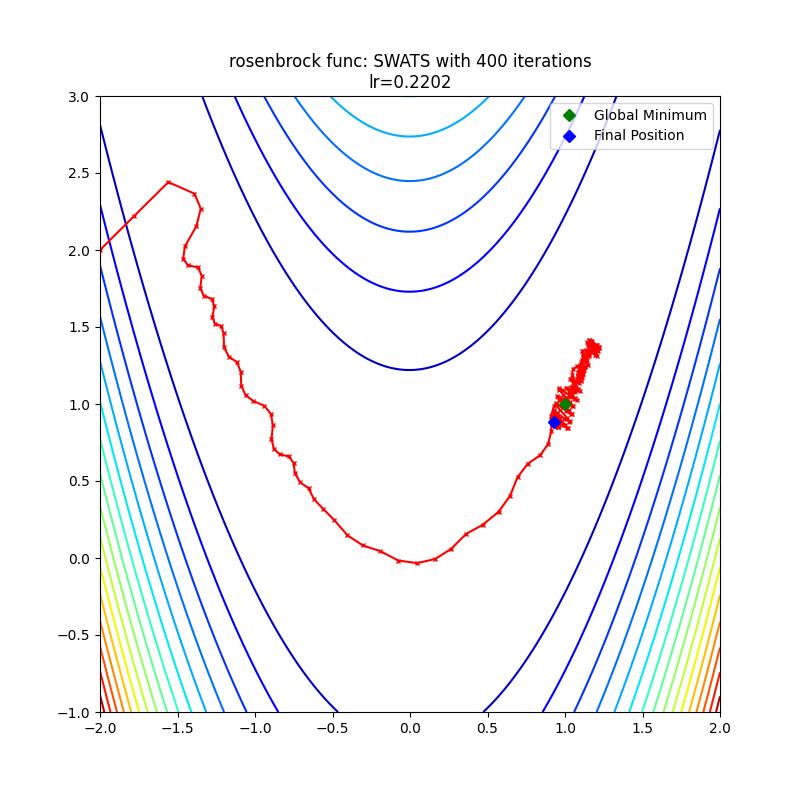 rosenbrock func: SWATS with 400 iterations
lr=0.2202
Global Minimum
Final Position
3.0
2.5
2.0
1.5
1.0
0.5
0.0
−0.5
−1.0
−2.0 −1.5 −1.0 −0.5 0.0 0.5 1.0 1.5 2.0